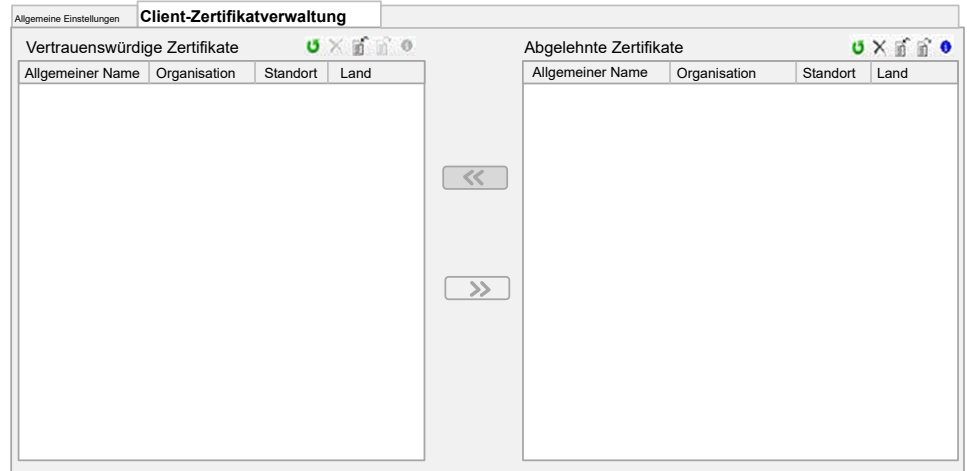 Allgemeine Einstellungen Client-Zertifikatverwaltung
Vertrauenswürdige Zertifikate
Allgemeiner Name Organisation Standort Land
Abgelehnte Zertifikate
Allgemeiner Name Organisation Standort Land